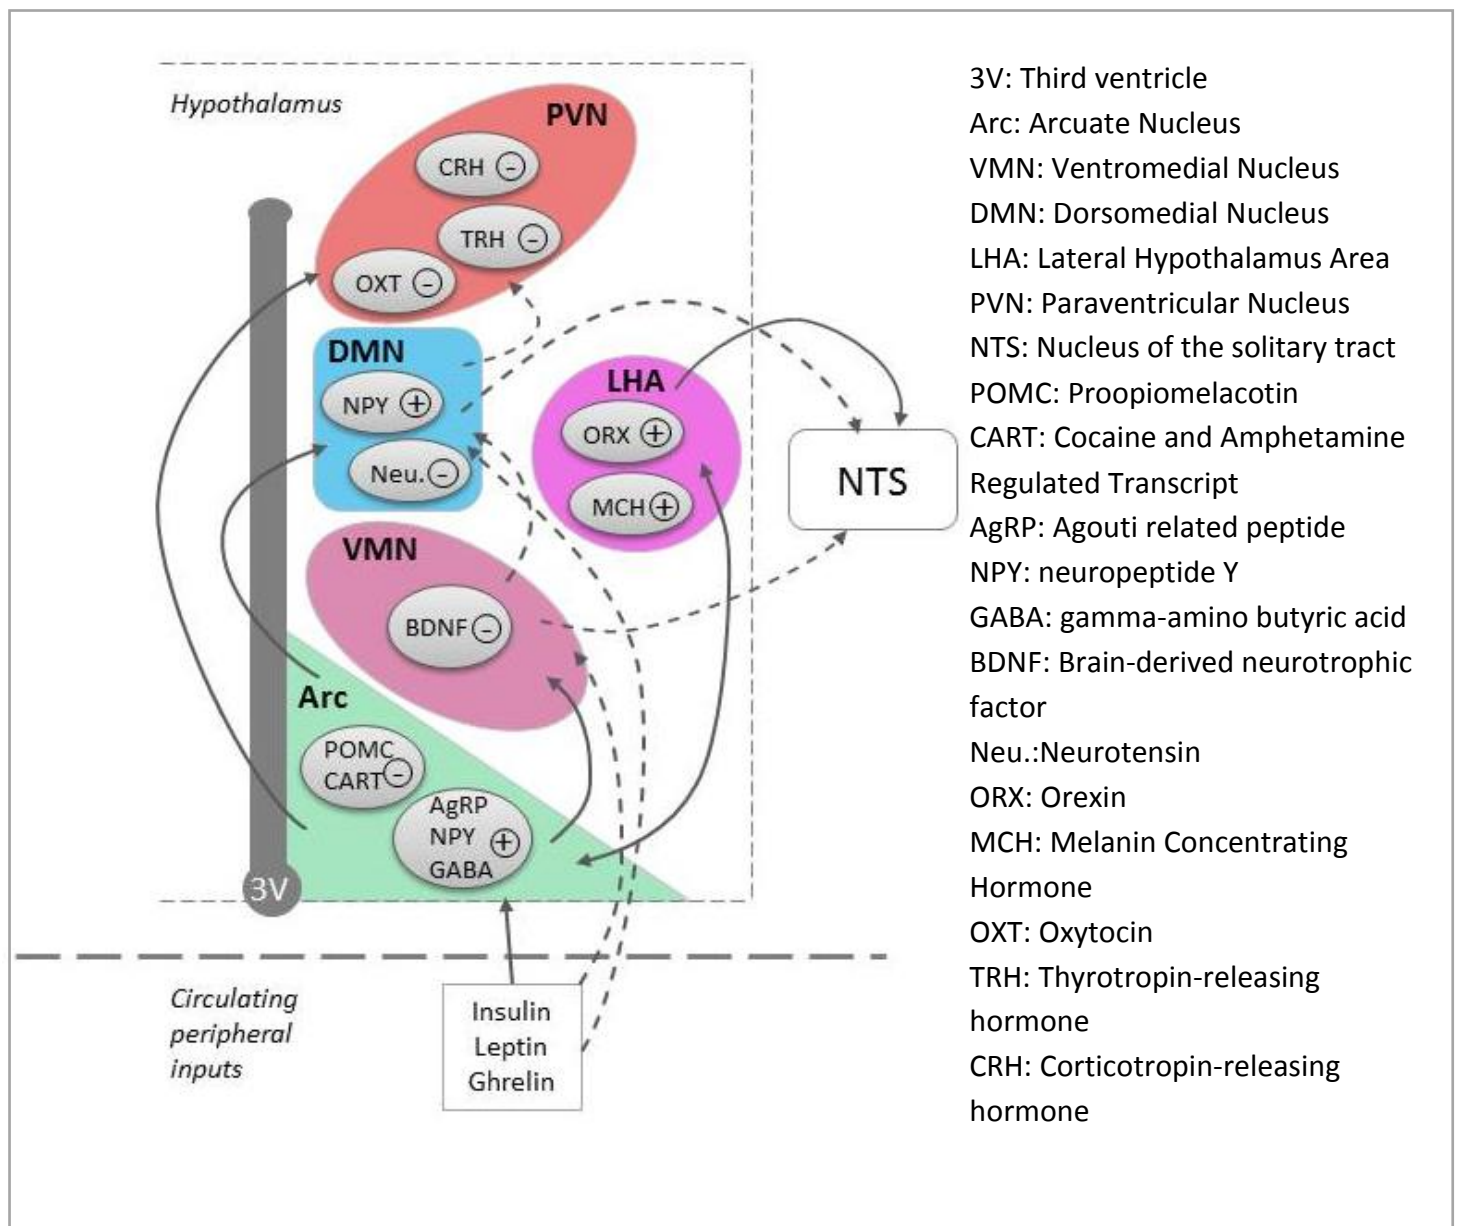 Hypothalamus
PVN
CRH -
TRH -
OXT -
DMN
NPY +
Neu. -
LHA
ORX +
MCH +
NTS
VMN
BDNF -
Arc
POMC
CART -
AgRP
NPY +
GABA
3V
Circulating
peripheral
inputs
Insulin
Leptin
Ghrelin
3V: Third ventricle
Arc: Arcuate Nucleus
VMN: Ventromedial Nucleus
DMN: Dorsomedial Nucleus
LHA: Lateral Hypothalamus Area
PVN: Paraventricular Nucleus
NTS: Nucleus of the solitary tract
POMC: Proopiomelacotin
CART: Cocaine and Amphetamine
Regulated Transcript
AgRP: Agouti related peptide
NPY: neuropeptide Y
GABA: gamma-amino butyric acid
BDNF: Brain-derived neurotrophic
factor
Neu.:Neurotensin
ORX: Orexin
MCH: Melanin Concentrating
Hormone
OXT: Oxytocin
TRH: Thyrotropin-releasing
hormone
CRH: Corticotropin-releasing
hormone